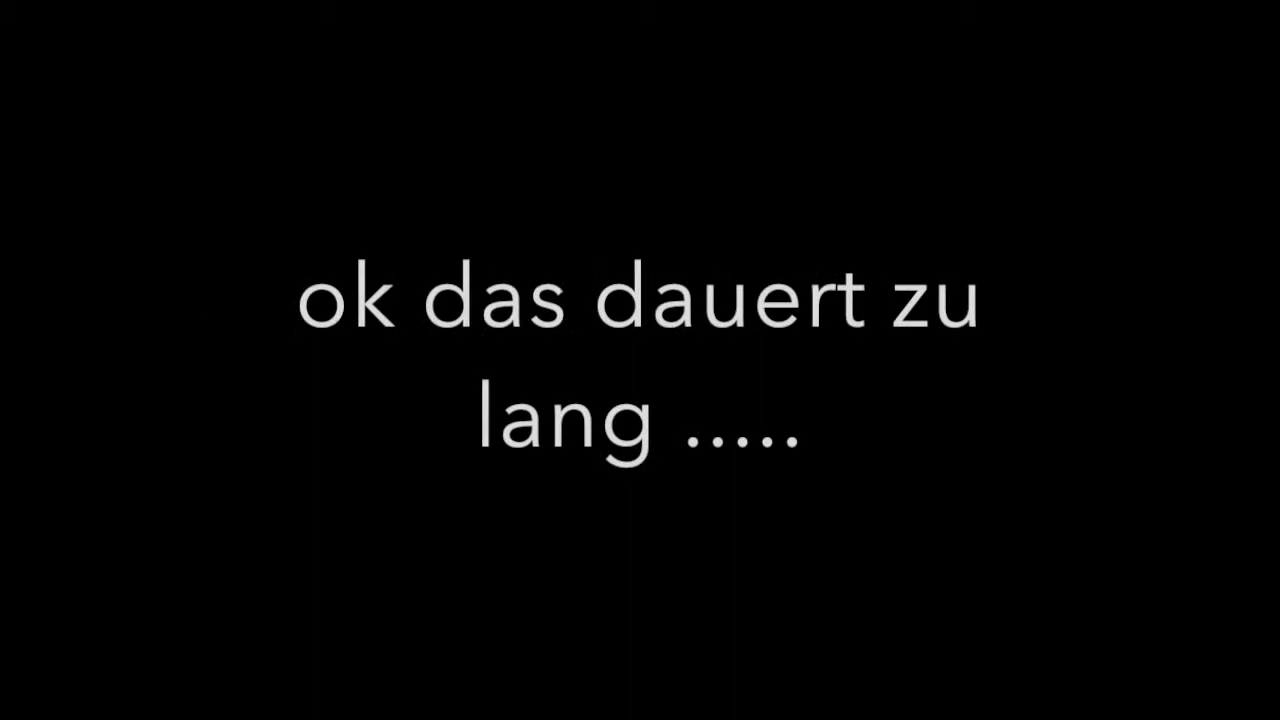 ok das dauert zu
lang .....